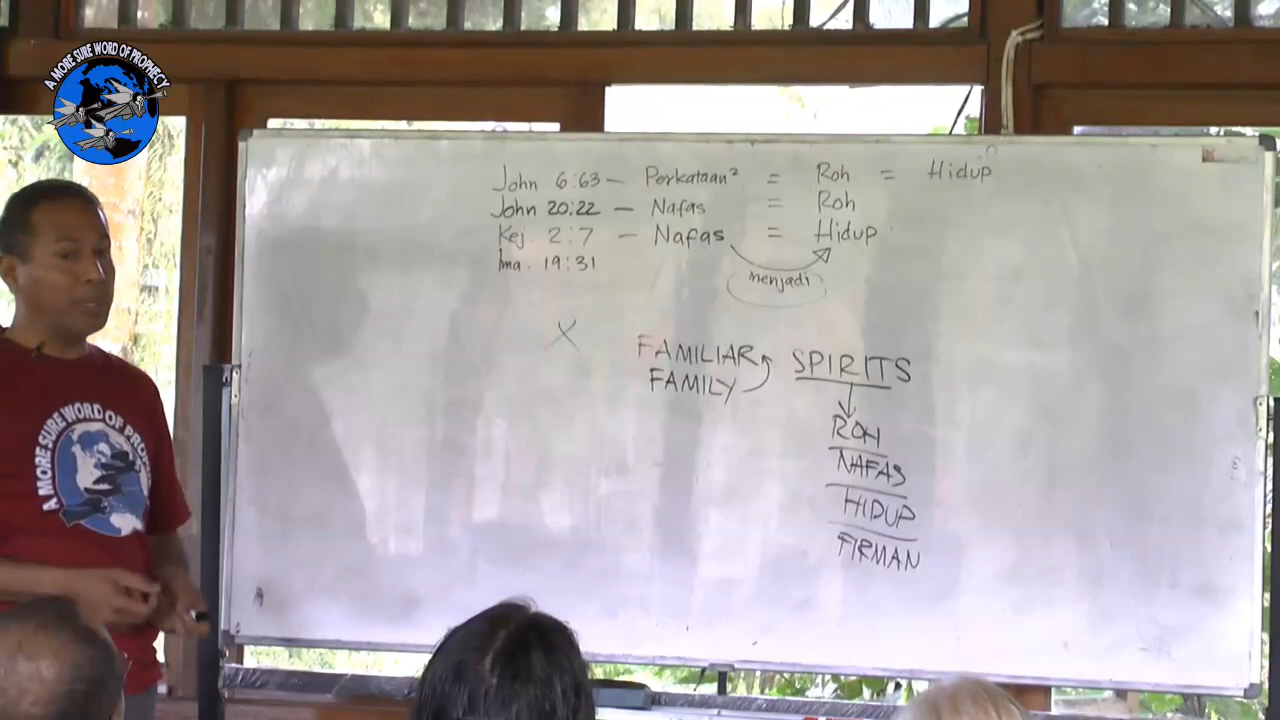 A MORE SURE WORD OF PROPHECY
John 6:63 – Perkataan² = Roh = Hidup
John 20:22 – Nafas = Roh
Kej 2:7 – Nafas = Hidup
Ima. 19:31
menjadi
X
FAMILIAR SPIRITS
FAMILY
ROH
NAFAS
HIDUP
FIRMAN
A MORE SURE WORD OF PROPHECY